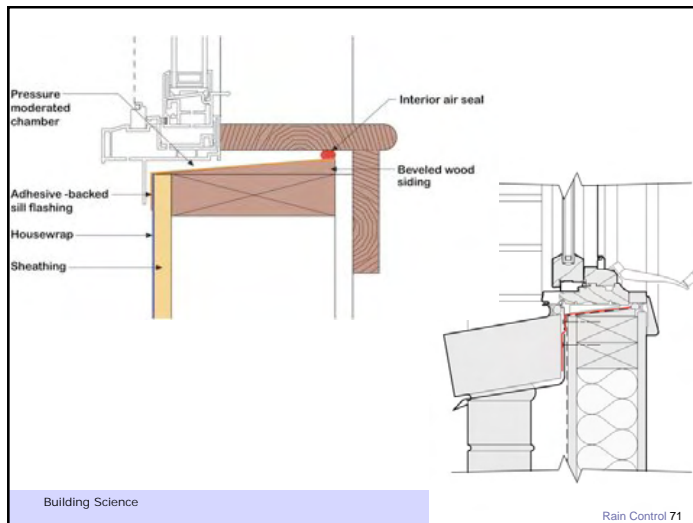 Pressure
moderated
chamber
Interior air seal
Beveled wood
siding
Adhesive -backed
sill flashing
Housewrap
Sheathing
Building Science
Rain Control 71